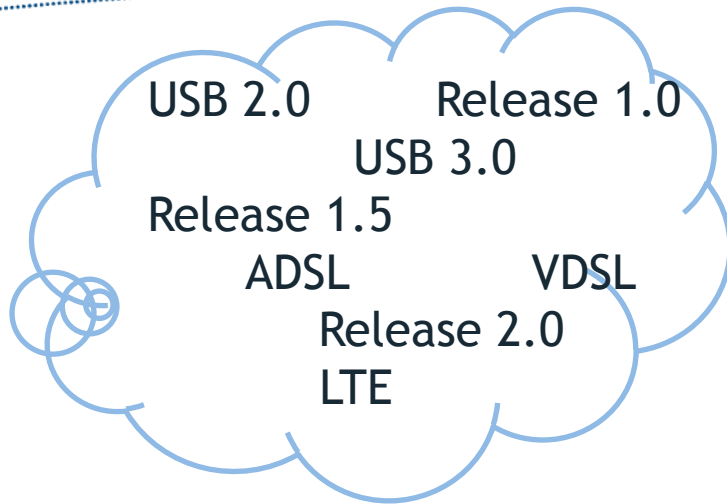 USB 2.0 Release 1.0
USB 3.0
Release 1.5
ADSL VDSL
Release 2.0
LTE